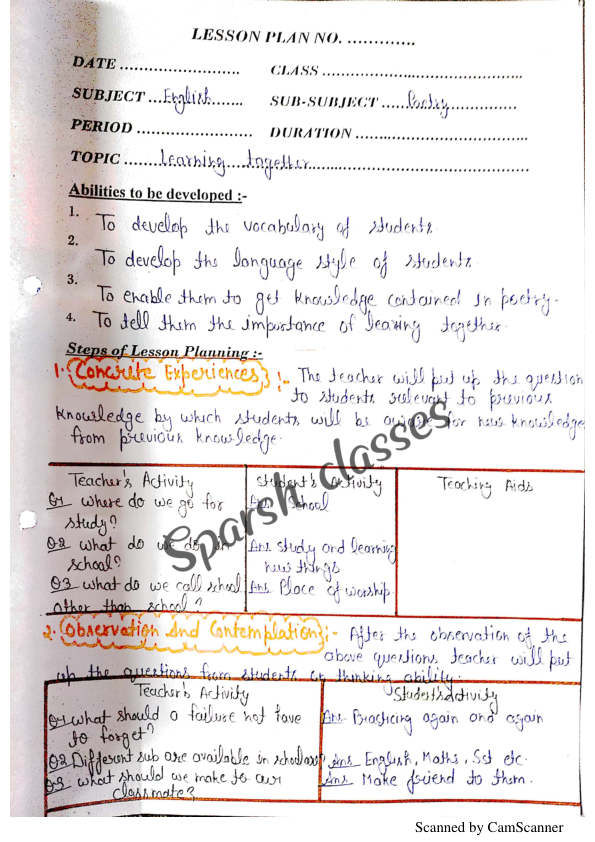 LESSON PLAN NO. .............
DATE ........................ CLASS ........................................
SUBJECT ...English....... SUB-SUBJECT .....Poetry.............
PERIOD ........................ DURATION .................................
TOPIC ......Learning....together............................................
Abilities to be developed :-
1. To develop the vocabulary of students.
2. To develop the language style of students.
3. To enable them to get knowledge contained in poetry.
4. To tell them the importance of learing together.
Steps of Lesson Planning :-
1. Concrete Experiences :- The teacher will put up the question
to students relevant to previous
knowledge by which students will be for new knowledge
from previous knowledge.
Teacher's Activity Student's Activity Teaching Aids
Q1 Where do we go for Ans School
study?
Q2 What do we do in Ans Study and learning
school? new things
Q3 What do we call school Ans Place of worship
other than school?
Sparsh classes
2. Observation And Contemplation :- After the observation of the
above questions, teacher will put
up the questions from students on thinking ability.
Teacher's Activity Student's Activity
Q1 What should a failure not have Ans Practicing again and again
to forget?
Q2 Different sub are available in school are? Ans English, Maths, Sst etc.
Q3 What should we make to our Ans Make friend to them.
classmate?
Scanned by CamScanner